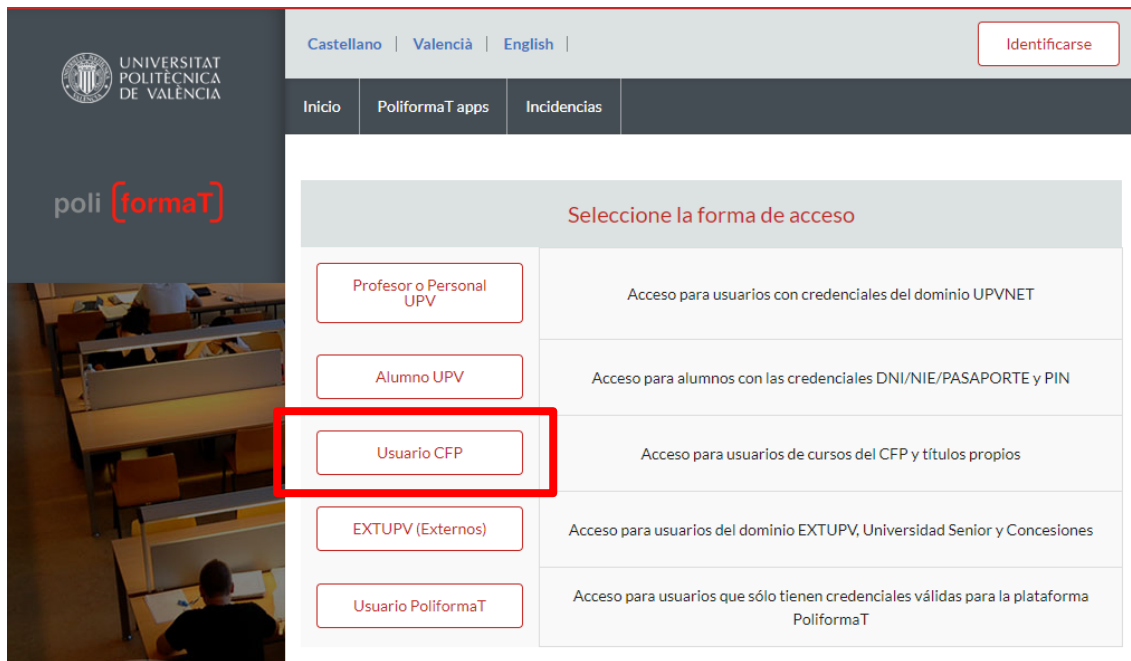 UNIVERSITAT
POLITÈCNICA
DE VALÈNCIA
poli [formaT]
Castellano | Valencià | English |
Identificarse
Inicio
PoliformaT apps
Incidencias
Seleccione la forma de acceso
Profesor o Personal
UPV
Acceso para usuarios con credenciales del dominio UPVNET
Alumno UPV
Acceso para alumnos con las credenciales DNI/NIE/PASAPORTE y PIN
Usuario CFP
Acceso para usuarios de cursos del CFP y títulos propios
EXTUPV (Externos)
Acceso para usuarios del dominio EXTUPV, Universidad Senior y Concesiones
Usuario PoliformaT
Acceso para usuarios que sólo tienen credenciales válidas para la plataforma
PoliformaT